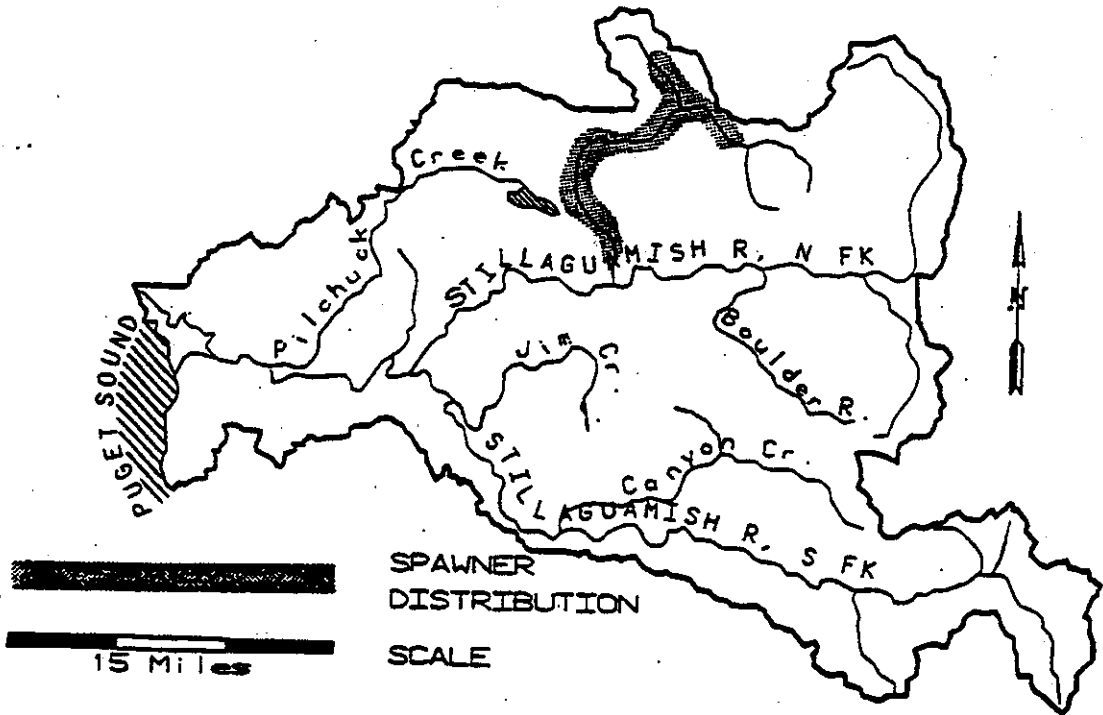 Creek
Pilchuck
STILLAGUAMISH R, N FK
N
PUGET SOUND
Jim Cr.
Boulder R.
Canyon Cr.
STILLAGUAMISH R, S FK
SPAWNER
DISTRIBUTION
15 Miles
SCALE